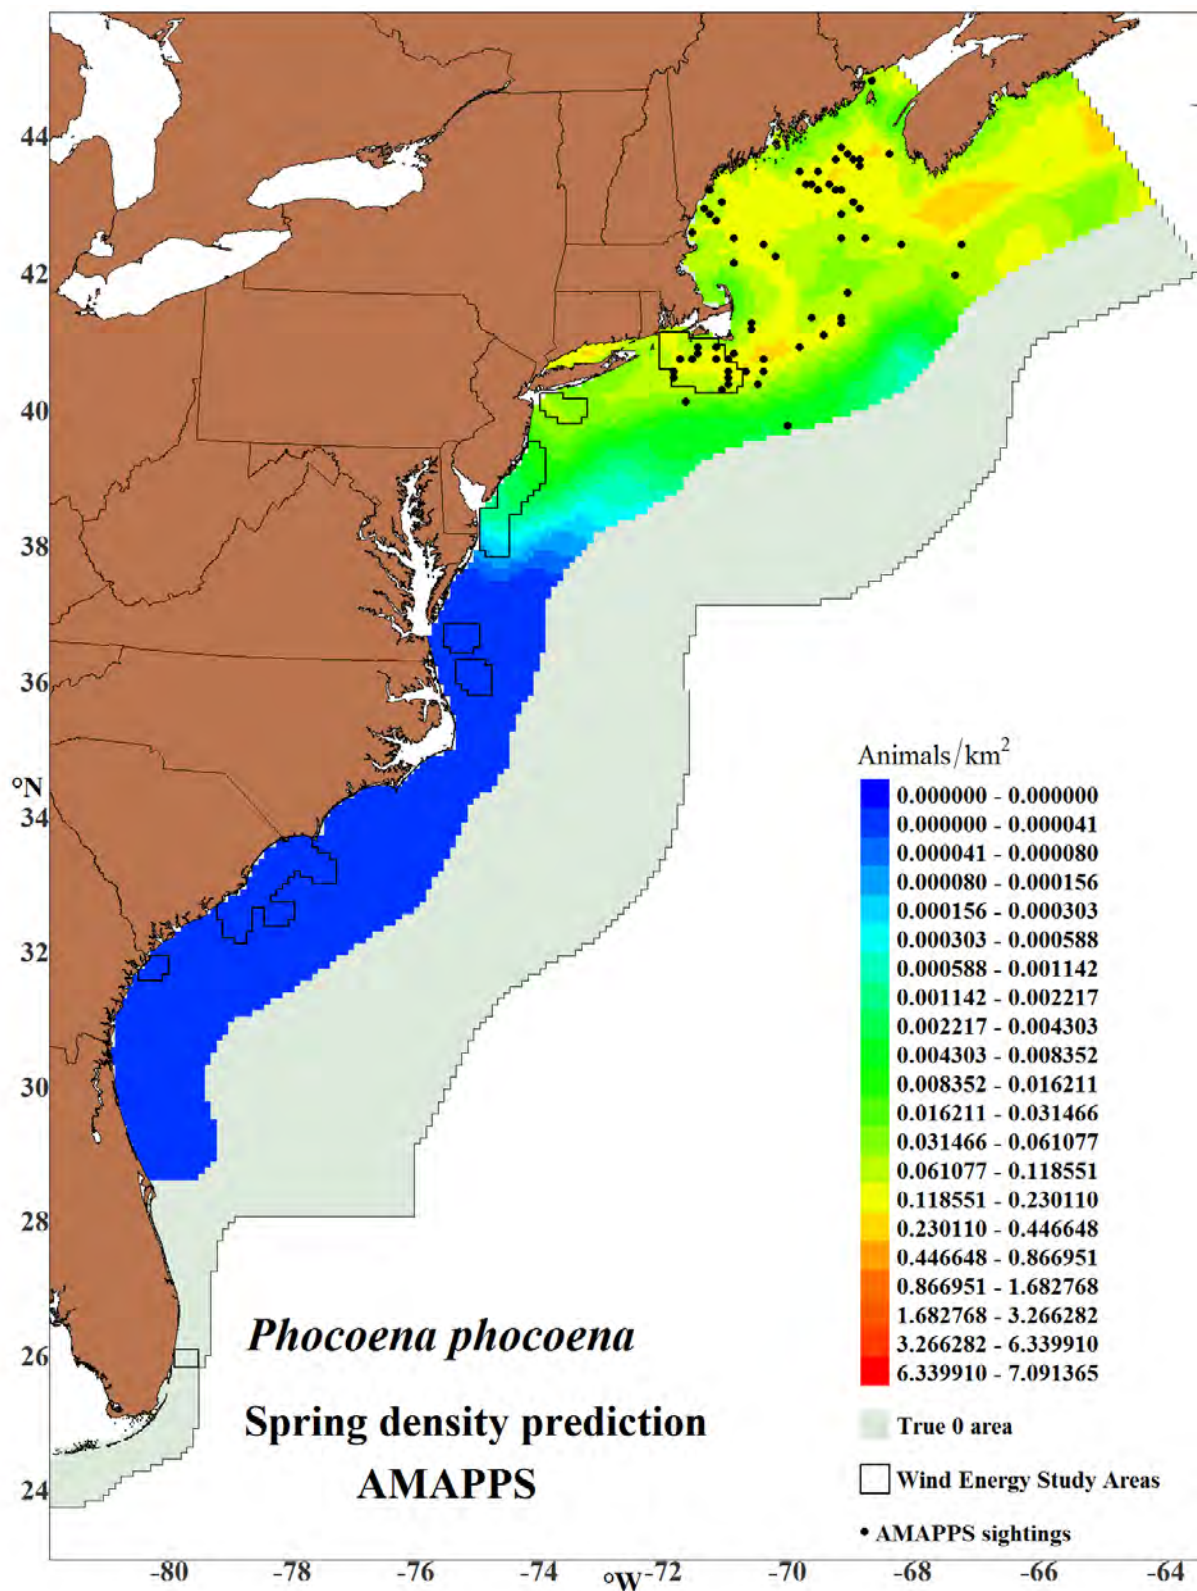 44
42
40
38
36
°N
34
32
30
28
26
24
Animals/km²
0.000000 - 0.000000
0.000000 - 0.000041
0.000041 - 0.000080
0.000080 - 0.000156
0.000156 - 0.000303
0.000303 - 0.000588
0.000588 - 0.001142
0.001142 - 0.002217
0.002217 - 0.004303
0.004303 - 0.008352
0.008352 - 0.016211
0.016211 - 0.031466
0.031466 - 0.061077
0.061077 - 0.118551
0.118551 - 0.230110
0.230110 - 0.446648
0.446648 - 0.866951
0.866951 - 1.682768
1.682768 - 3.266282
3.266282 - 6.339910
6.339910 - 7.091365
True 0 area
Wind Energy Study Areas
AMAPPS sightings
Phocoena phocoena
Spring density prediction
AMAPPS
-80 -78 -76 -74 -72 °W -70 -68 -66 -64